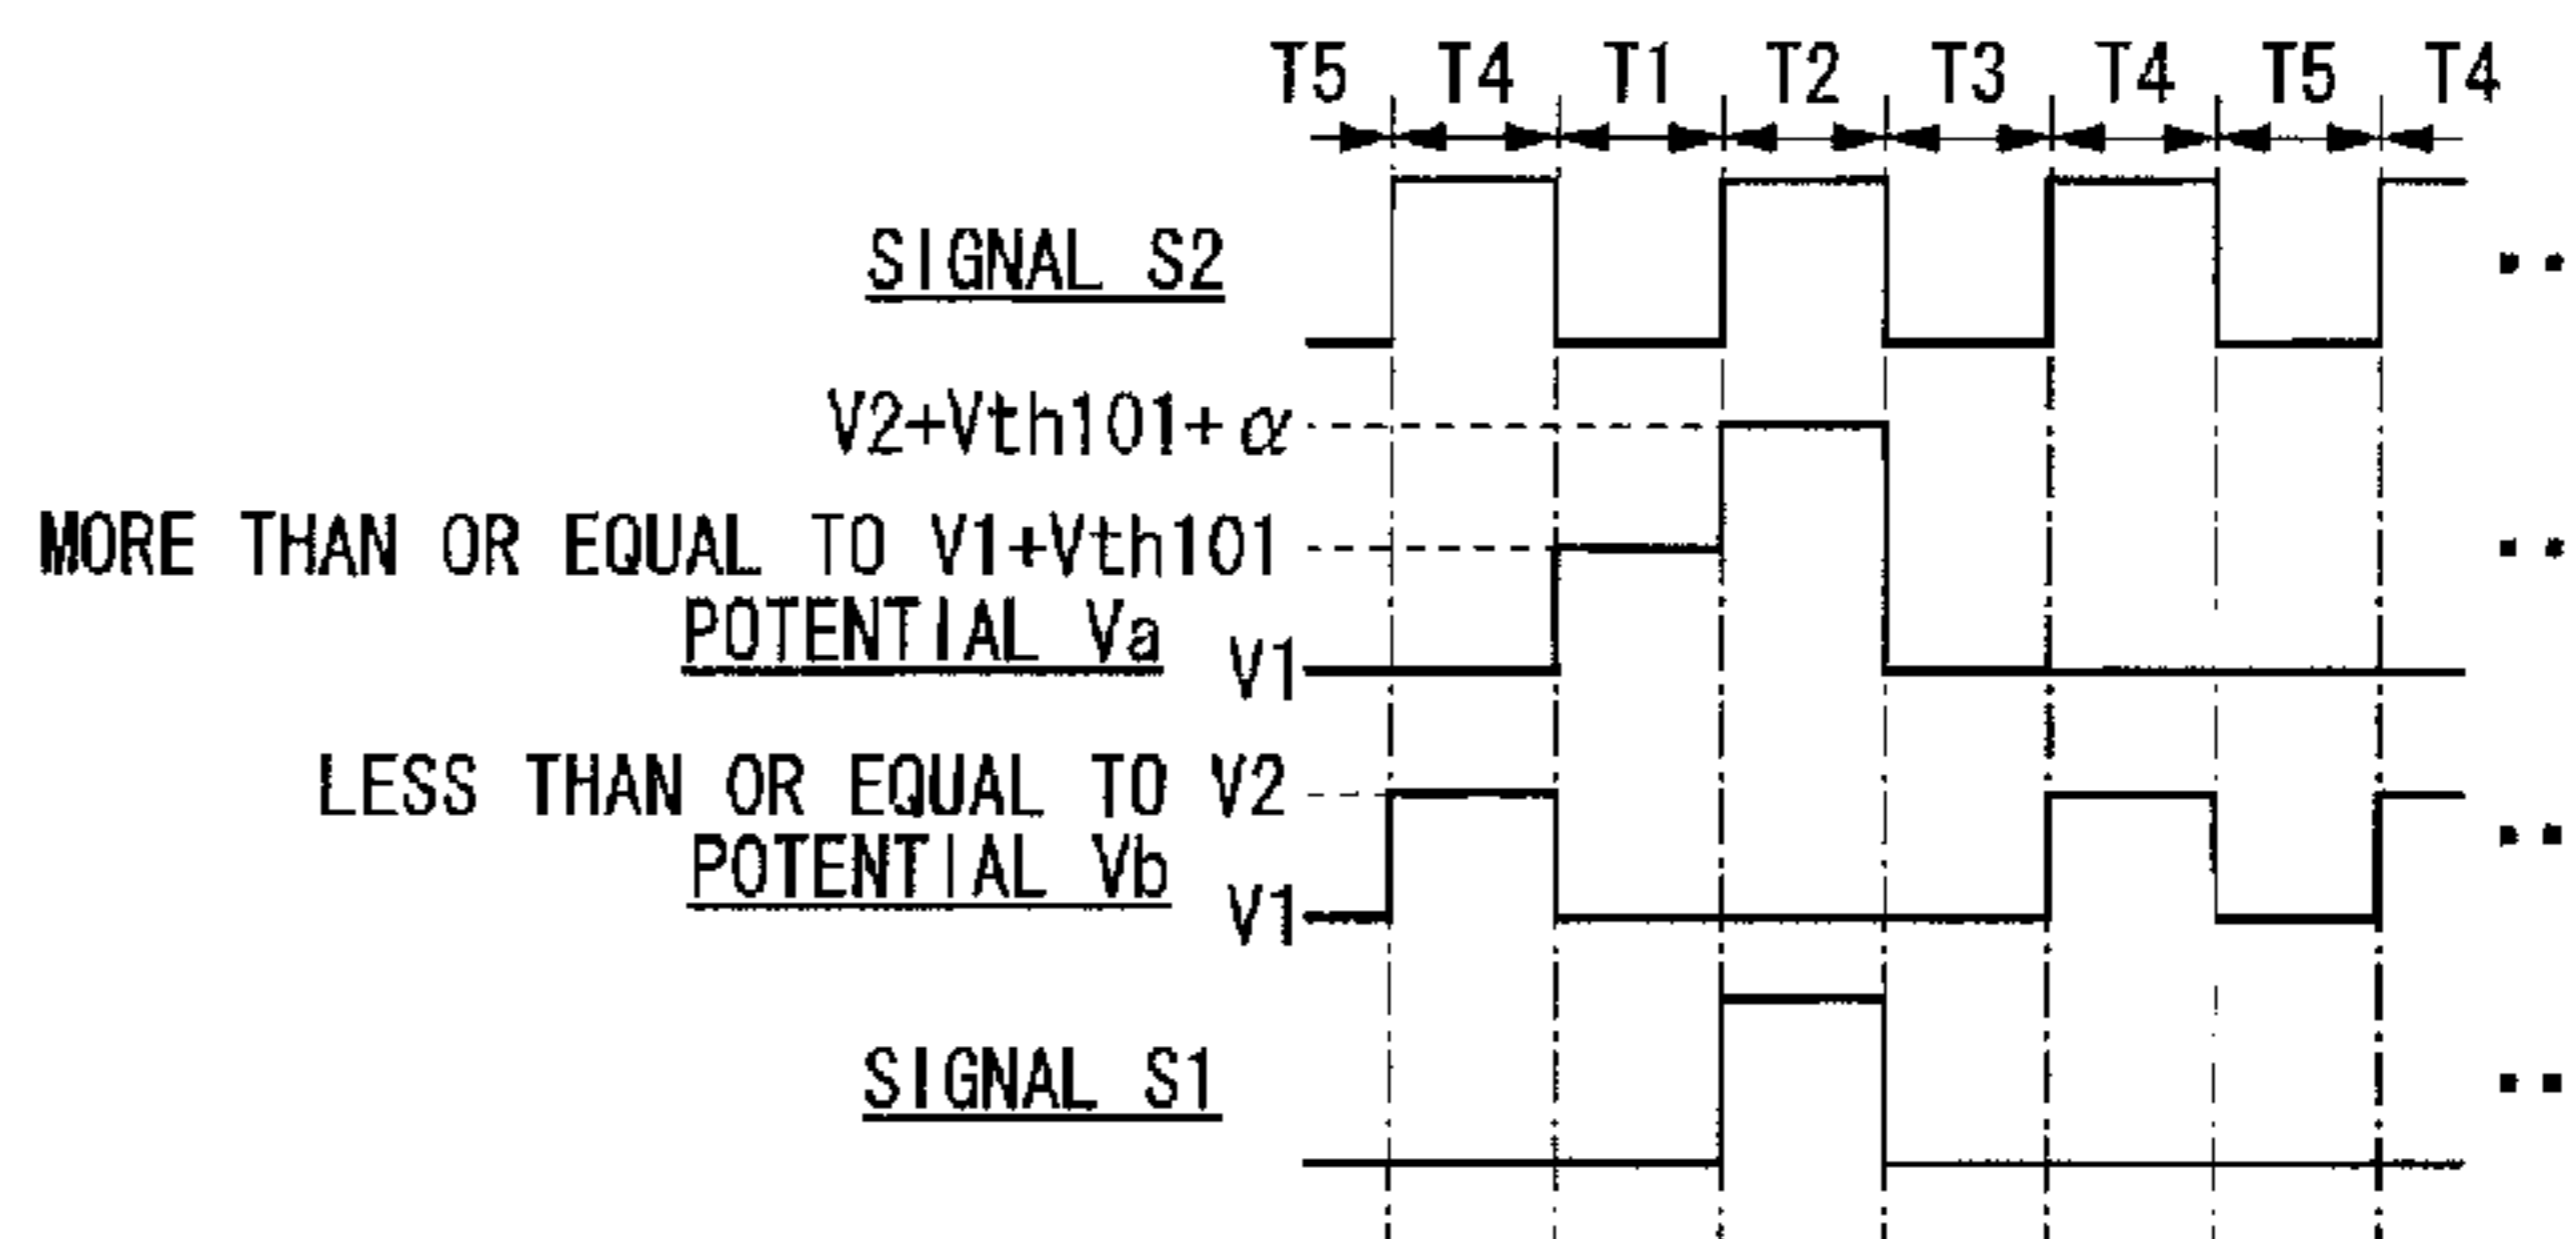 T5 T4 T1 T2 T3 T4 T5 T4
SIGNAL S2
V2+Vth101+α
MORE THAN OR EQUAL TO V1+Vth101
POTENTIAL Va
V1
LESS THAN OR EQUAL TO V2
POTENTIAL Vb
V1
SIGNAL S1